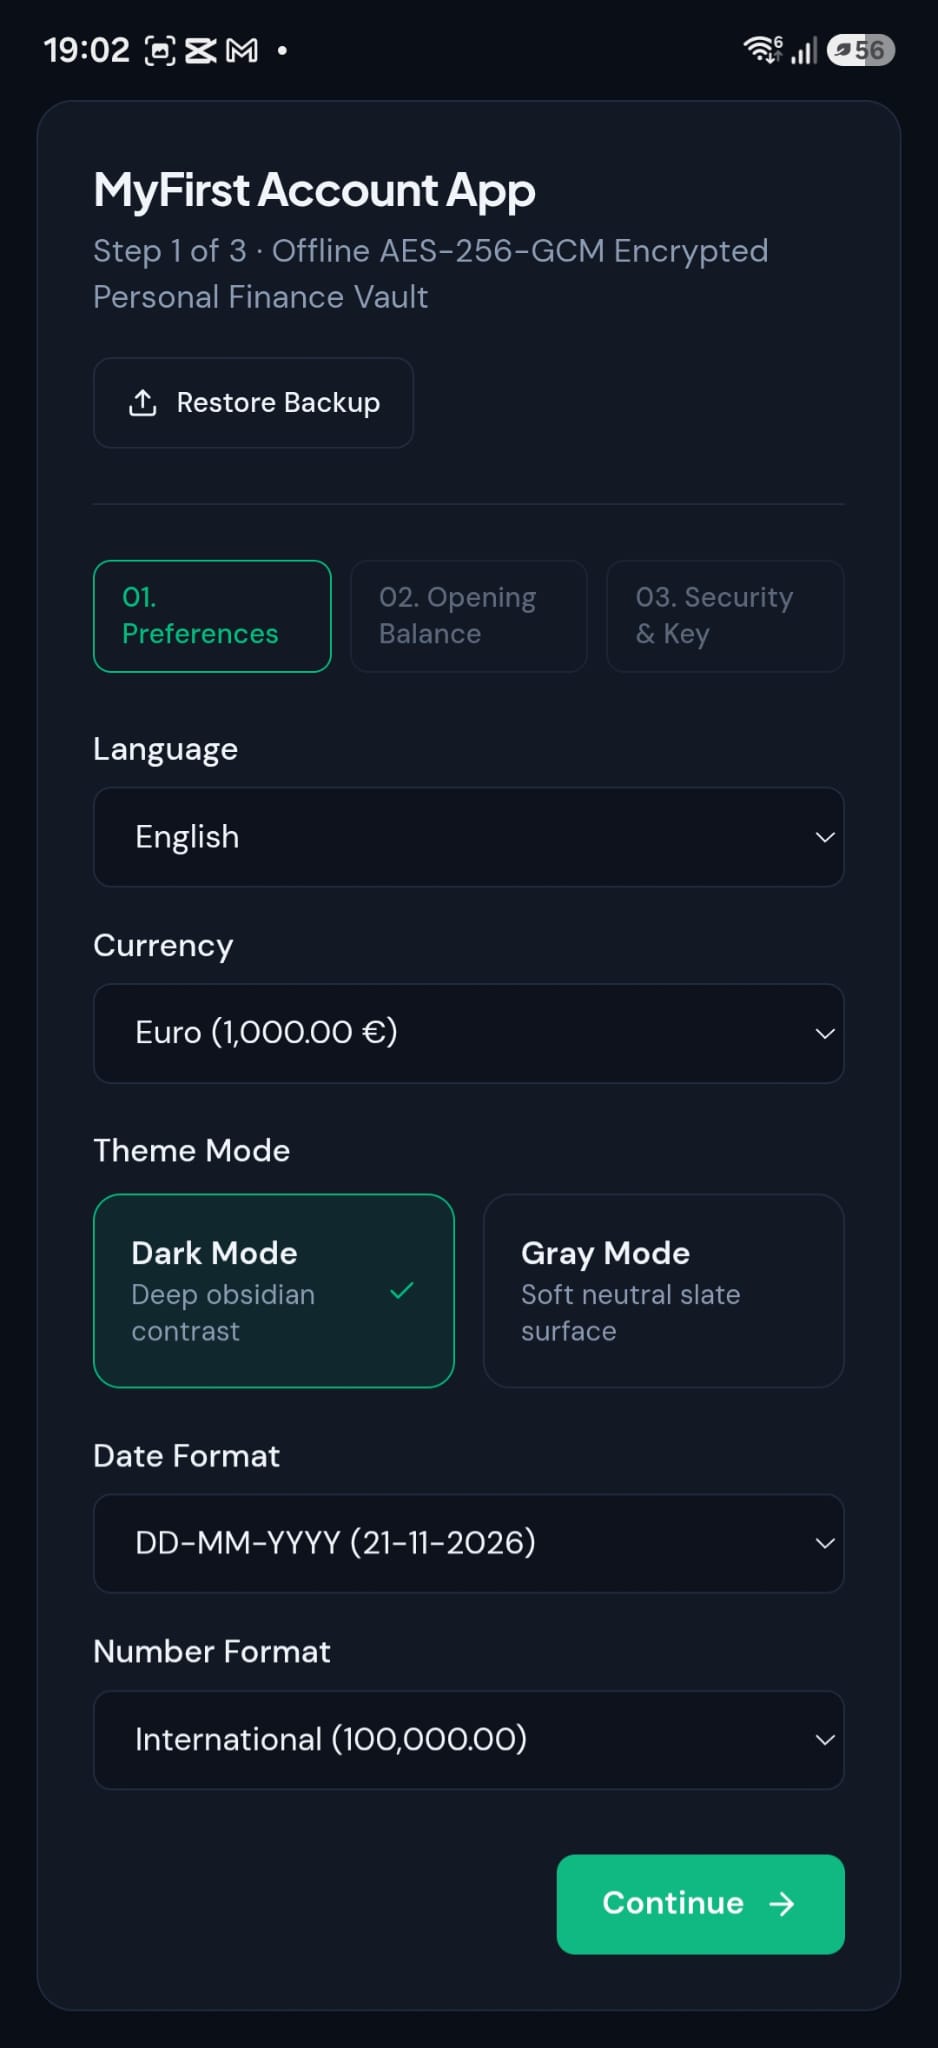 19:02
6
56
MyFirst Account App
Step 1 of 3 · Offline AES-256-GCM Encrypted
Personal Finance Vault
Restore Backup
01.
Preferences
02. Opening
Balance
03. Security
& Key
Language
English
Currency
Euro (1,000.00 €)
Theme Mode
Dark Mode
Deep obsidian
contrast
Gray Mode
Soft neutral slate
surface
Date Format
DD-MM-YYYY (21-11-2026)
Number Format
International (100,000.00)
Continue →